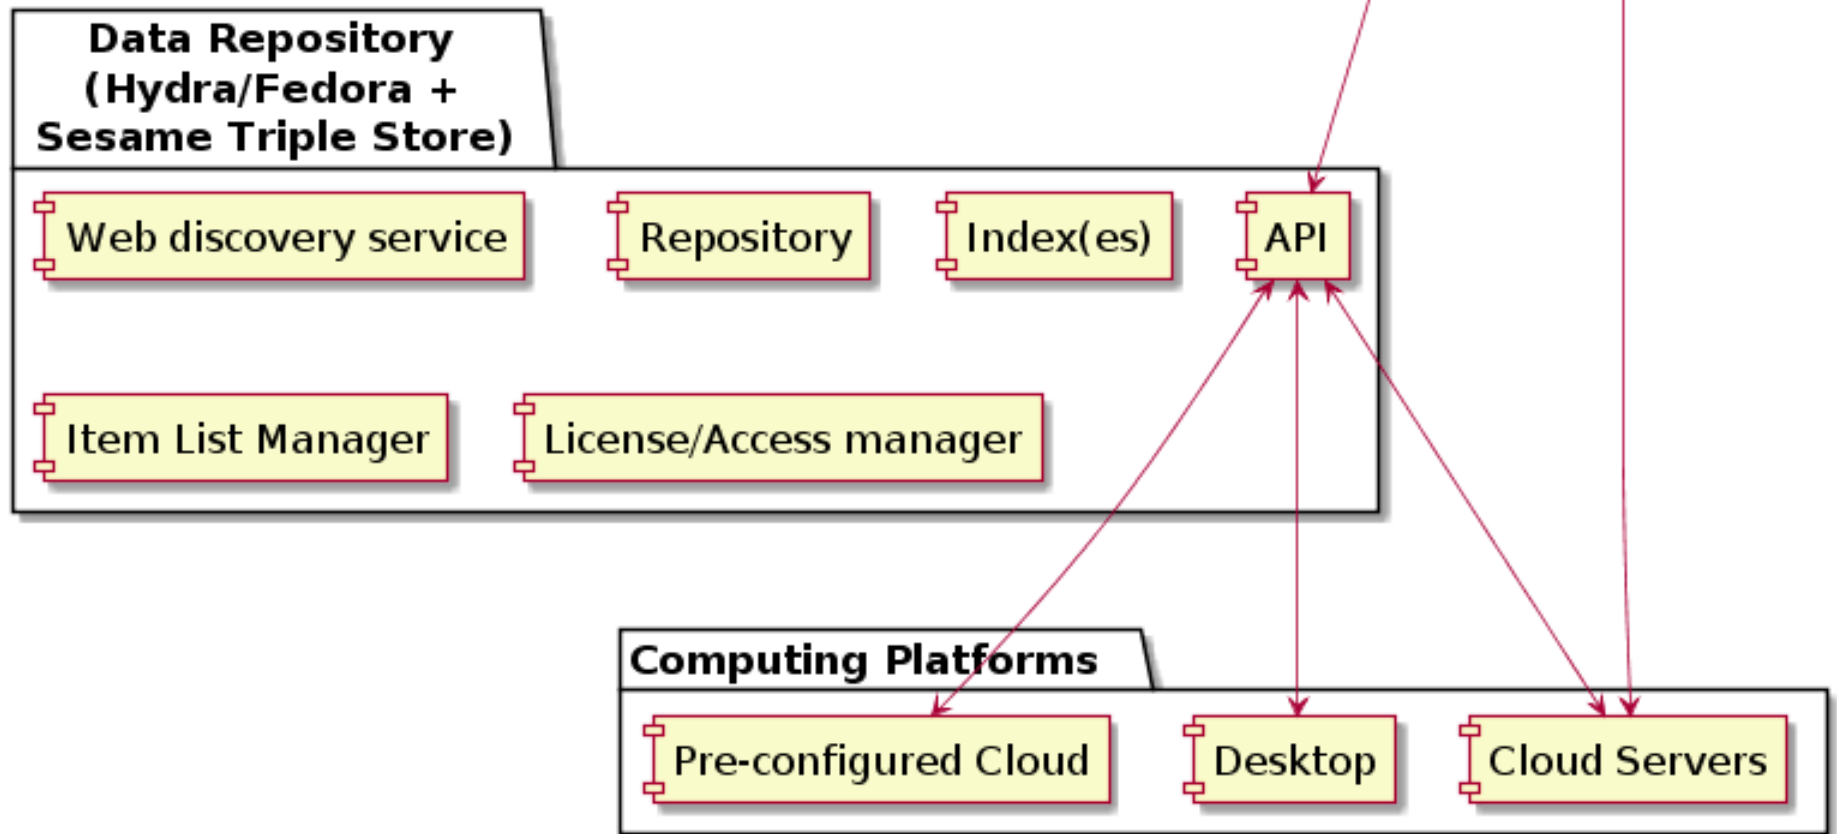 Data Repository
(Hydra/Fedora +
Sesame Triple Store)
Web discovery service
Repository
Index(es)
API
Item List Manager
License/Access manager
Computing Platforms
Pre-configured Cloud
Desktop
Cloud Servers